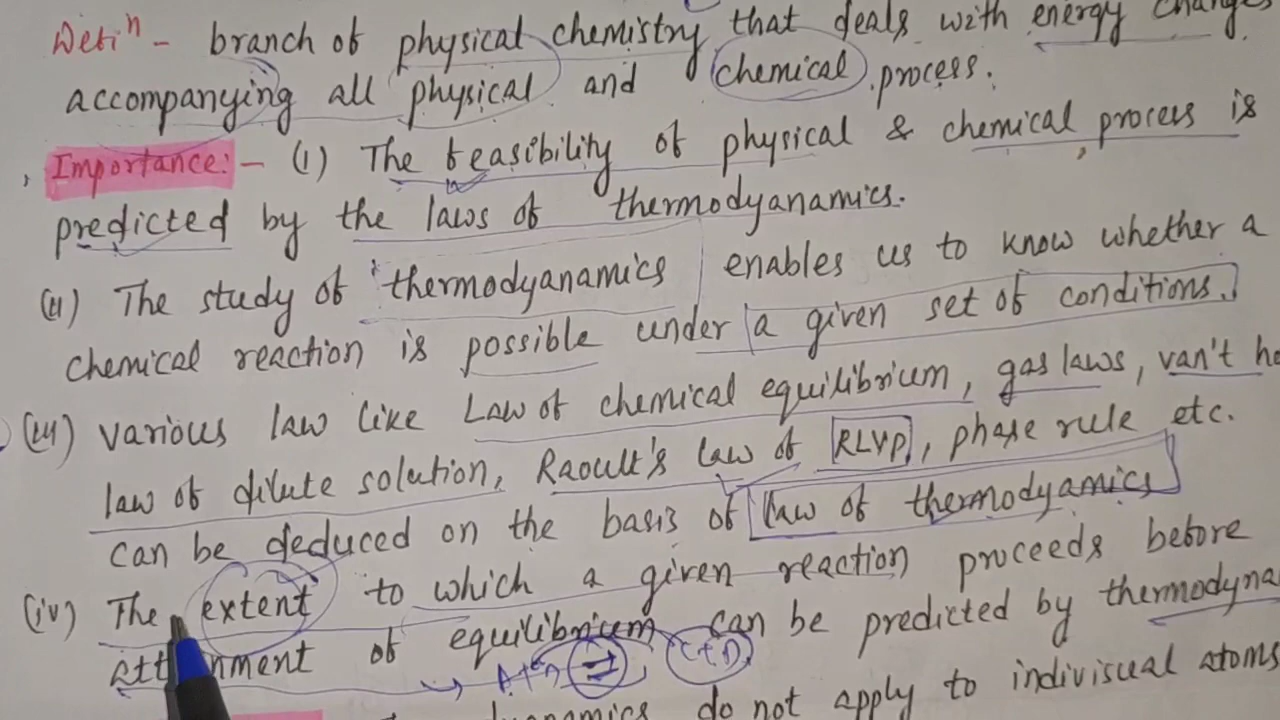 Defiⁿ - branch of physical chemistry that deals with energy changes
accompanying all physical and chemical process.
Importance:- (i) The feasibility of physical & chemical process is
predicted by the laws of thermodyanamics.
(ii) The study of thermodyanamics enables us to know whether a
chemical reaction is possible under a given set of conditions.
(iii) various law like Law of chemical equilibrium, gas laws, van't ho
law of dilute solution, Raoult's law of RLVP, phase rule etc.
can be deduced on the basis of law of thermodyamics
(iv) The extent to which a given reaction proceeds before
attainment of equilibrium can be predicted by thermodyna
A+B ⇌ C+D
do not apply to indiviscual atoms